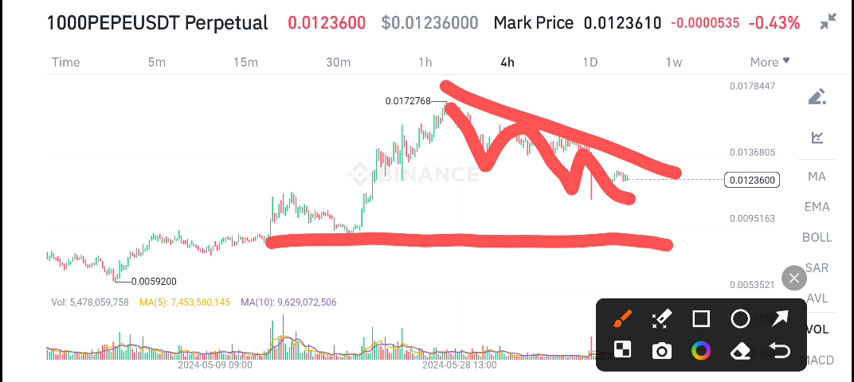 1000PEPEUSDT Perpetual 0.0123600 $0.01236000 Mark Price 0.0123610 -0.0000535 -0.43%
Time 5m 15m 30m 1h 4h 1D 1w More
0.0178447
0.0172768
0.0136805
BINANCE
0.0123600
MA
EMA
0.0095163
BOLL
SAR
0.0059200
0.0053521
AVL
Vol: 5,478,059,758 MA(5): 7,453,580,145 MA(10): 9,629,072,506
VOL
MACD
2024-05-09 09:00 2024-05-28 13:00